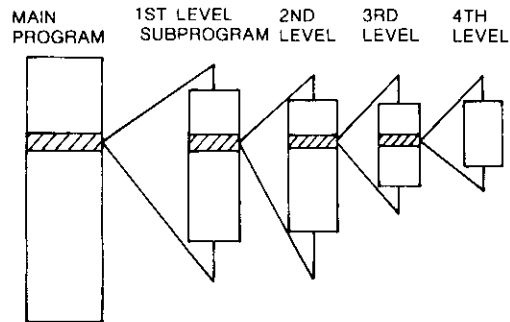 MAIN PROGRAM
1ST LEVEL SUBPROGRAM
2ND LEVEL
3RD LEVEL
4TH LEVEL